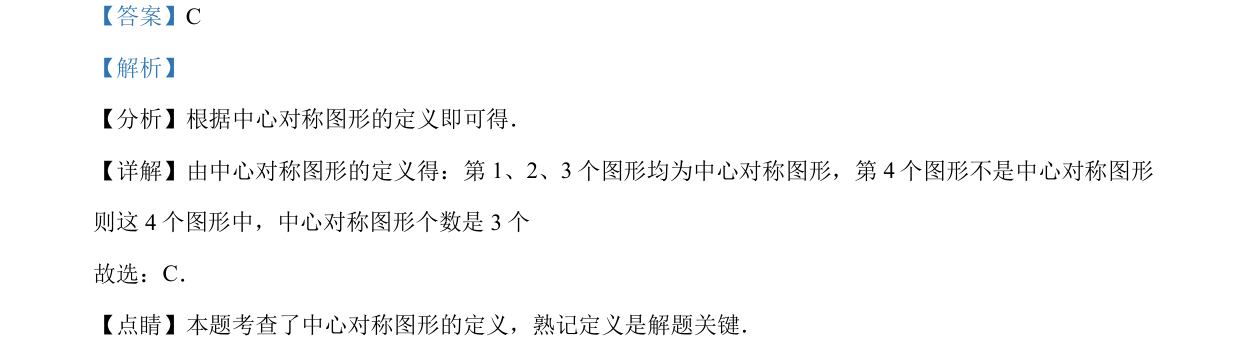 【答案】C
【解析】
【分析】根据中心对称图形的定义即可得．
【详解】由中心对称图形的定义得：第 1、2、3 个图形均为中心对称图形，第 4 个图形不是中心对称图形
则这 4 个图形中，中心对称图形个数是 3 个
故选：C．
【点睛】本题考查了中心对称图形的定义，熟记定义是解题关键．